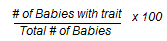 # of Babies with trait x 100
Total # of Babies